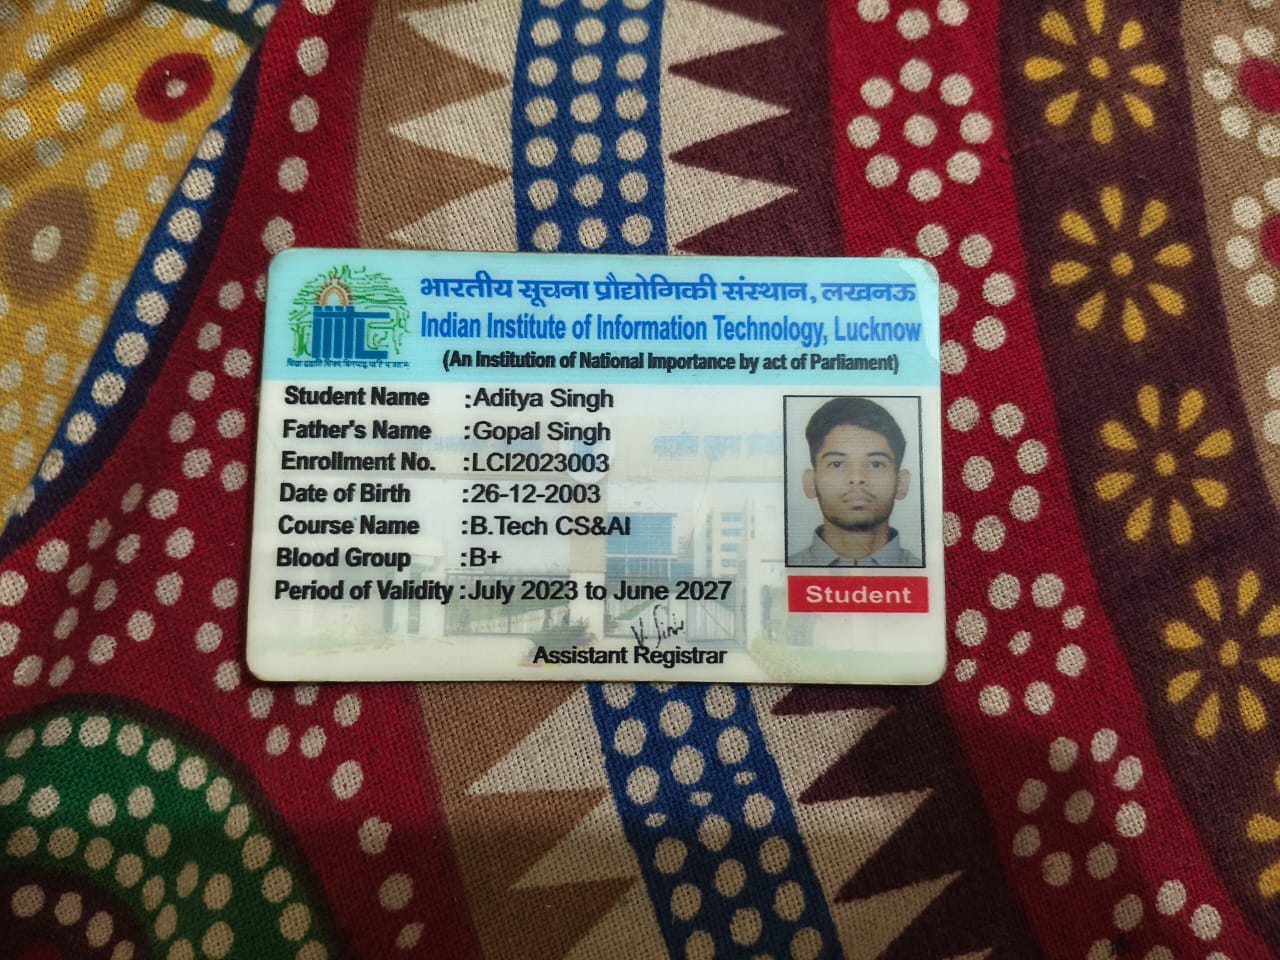 भारतीय सूचना प्रौद्योगिकी संस्थान, लखनऊ
Indian Institute of Information Technology, Lucknow
(An Institution of National Importance by act of Parliament)
Student Name : Aditya Singh
Father's Name : Gopal Singh
Enrollment No. : LCI2023003
Date of Birth : 26-12-2003
Course Name : B.Tech CS&AI
Blood Group : B+
Period of Validity : July 2023 to June 2027
Student
Assistant Registrar